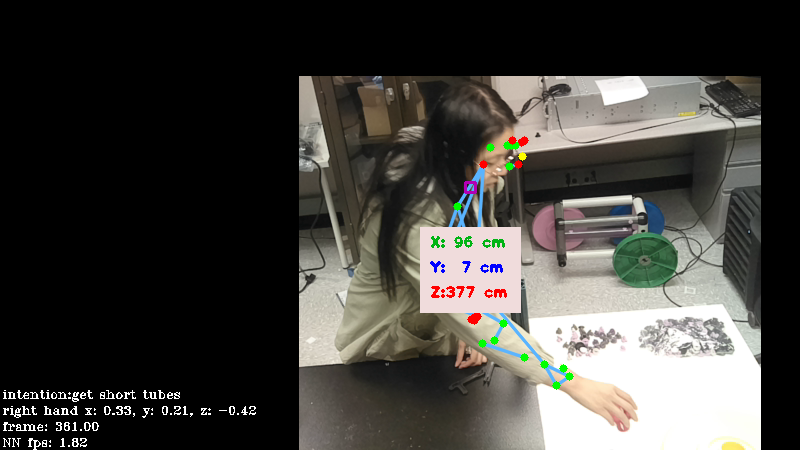 X: 96 cm
Y: 7 cm
Z:377 cm
intention:get short tubes
right hand x: 0.33, y: 0.21, z: -0.42
frame: 361.00
NN fps: 1.82